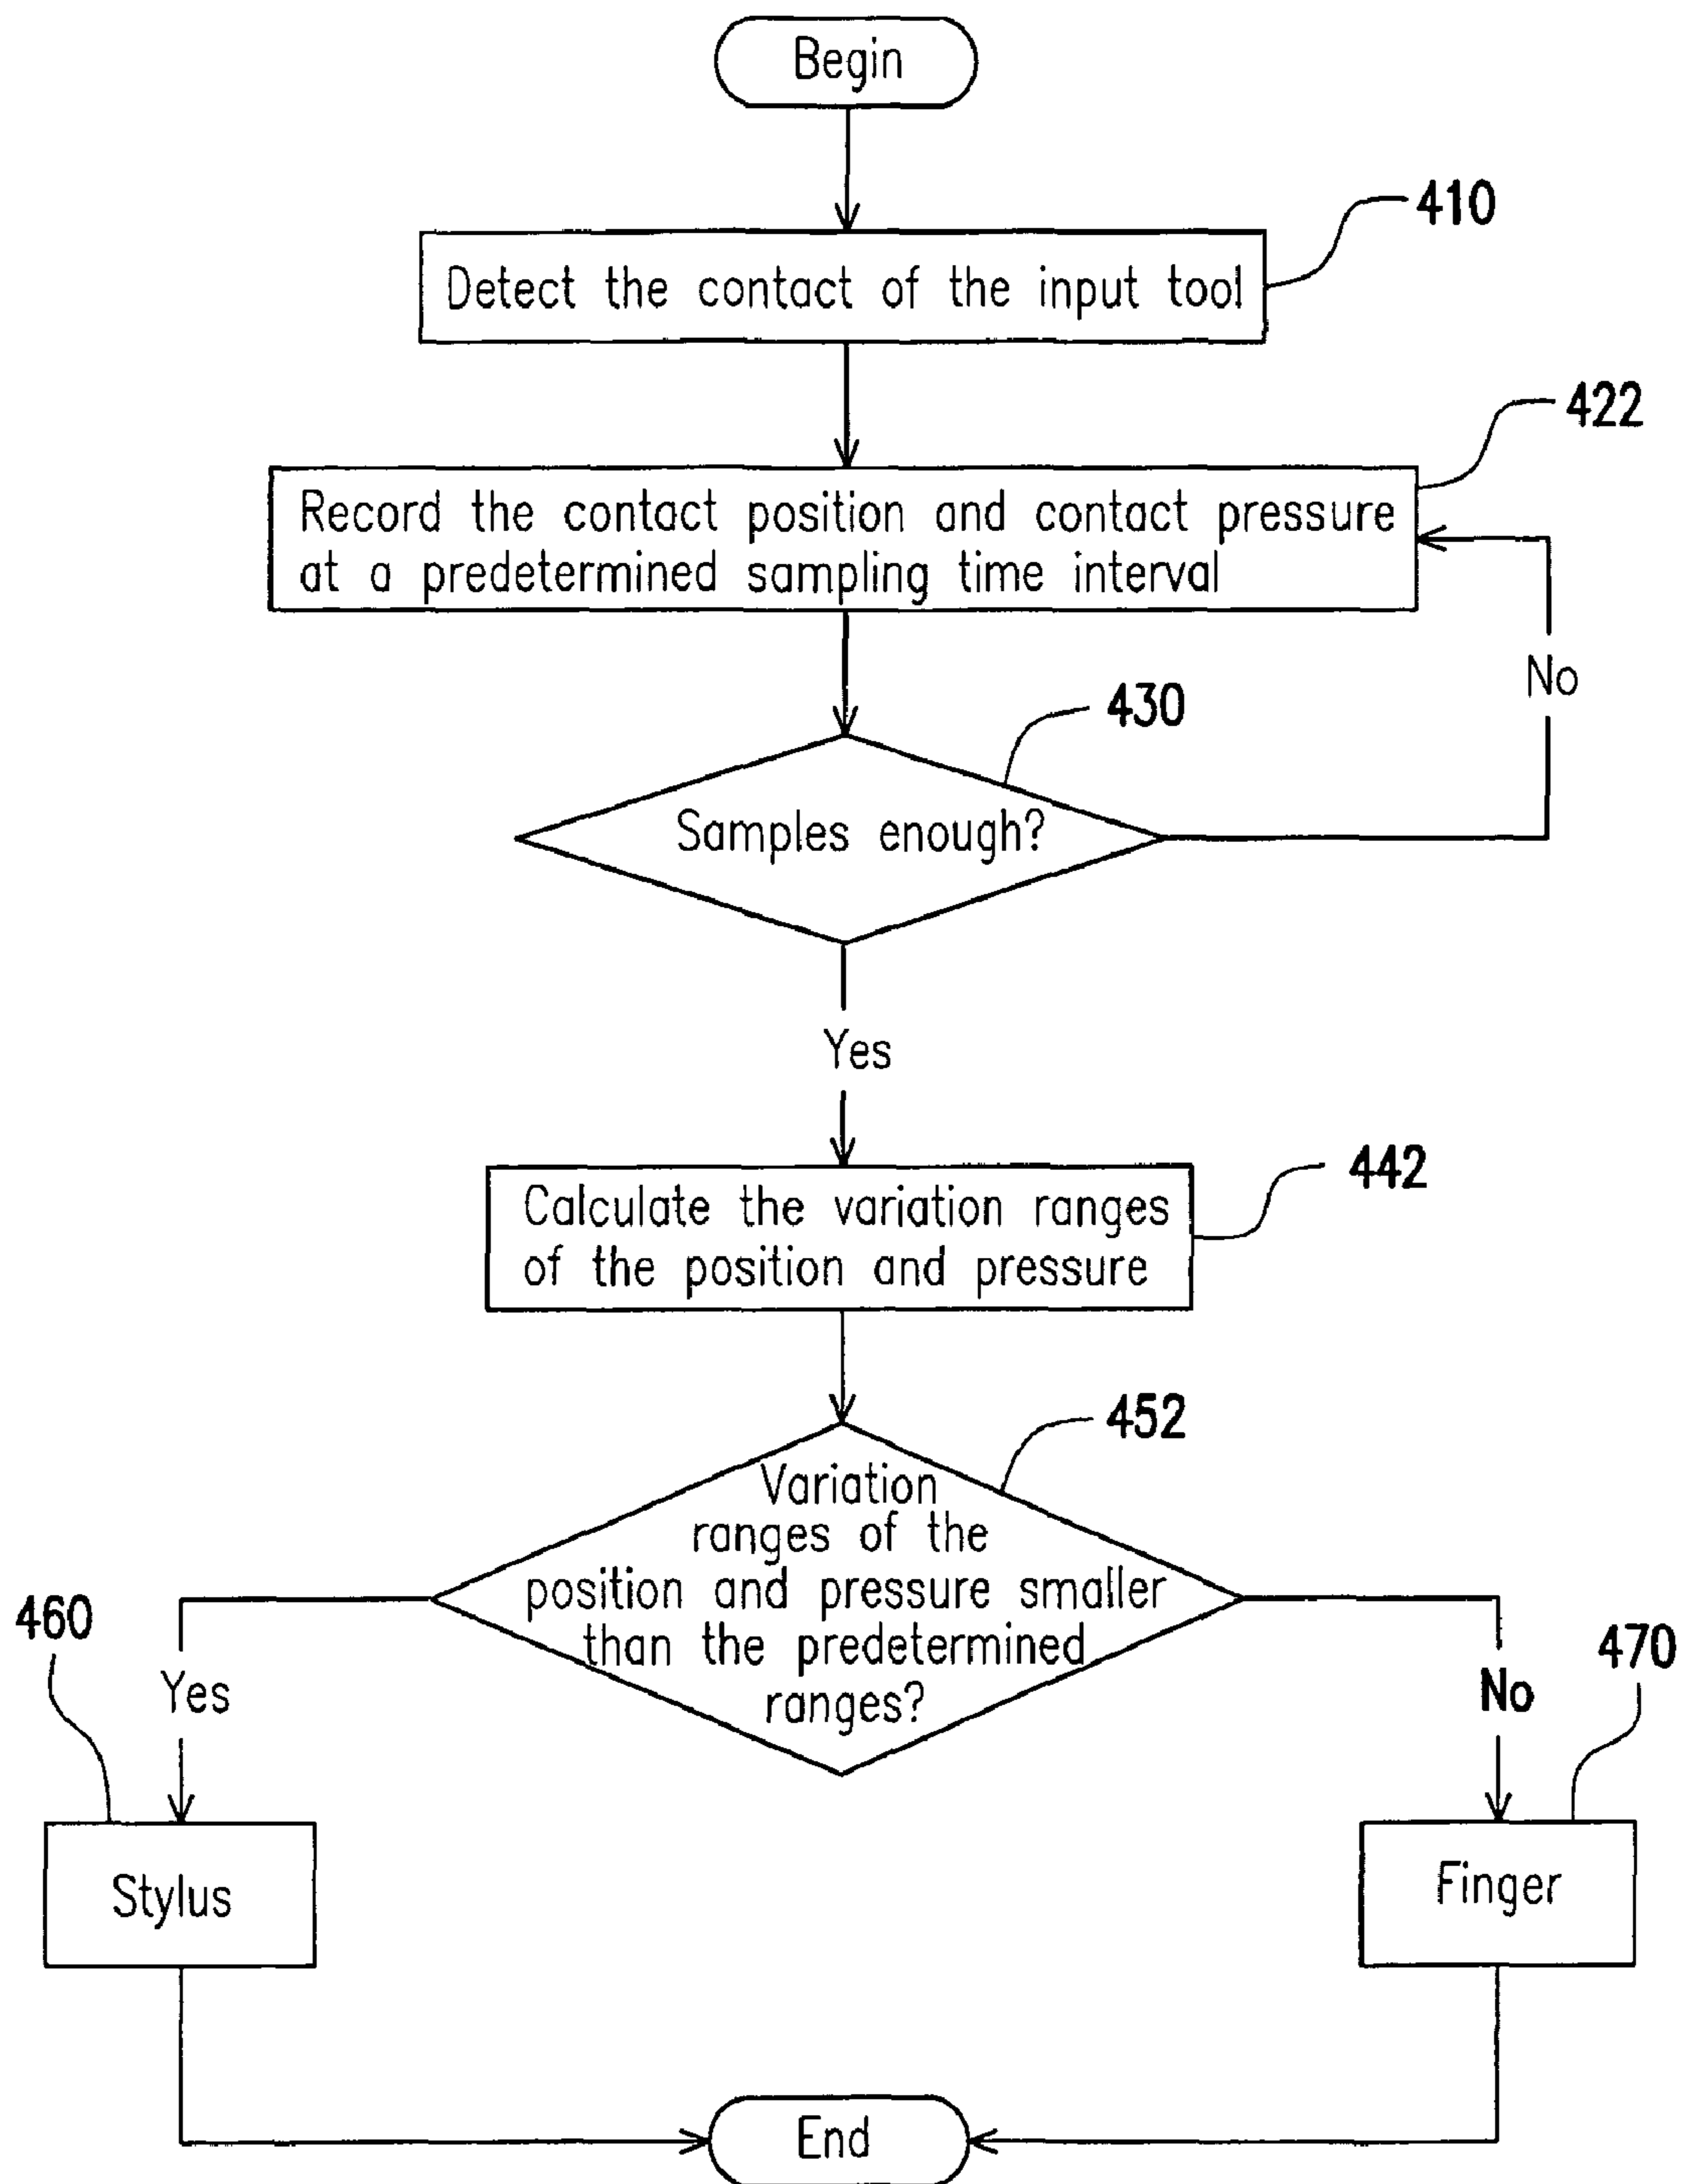 Begin
410
Detect the contact of the input tool
422
Record the contact position and contact pressure
at a predetermined sampling time interval
No
430
Samples enough?
Yes
442
Calculate the variation ranges
of the position and pressure
452
Variation
ranges of the
position and pressure smaller
than the predetermined
ranges?
460
Yes
470
No
Stylus
Finger
End